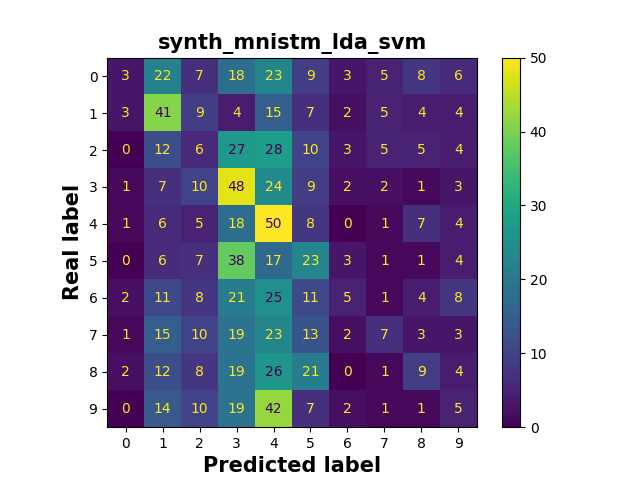 synth_mnistm_lda_svm
0 3 22 7 18 23 9 3 5 8 6
1 3 41 9 4 15 7 2 5 4 4
2 0 12 6 27 28 10 3 5 5 4
3 1 7 10 48 24 9 2 2 1 3
4 1 6 5 18 50 8 0 1 7 4
5 0 6 7 38 17 23 3 1 1 4
6 2 11 8 21 25 11 5 1 4 8
7 1 15 10 19 23 13 2 7 3 3
8 2 12 8 19 26 21 0 1 9 4
9 0 14 10 19 42 7 2 1 1 5
0 1 2 3 4 5 6 7 8 9
Predicted label
Real label
50
40
30
20
10
0